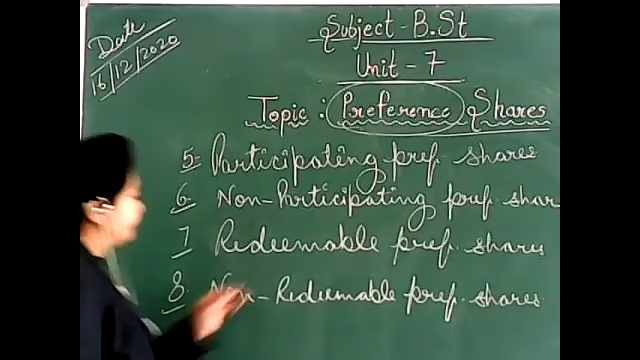 Date
16/12/2020
Subject - B.St
Unit - 7
Topic : Preference Shares
5. Participating pref. shares
6. Non-Participating pref. shar
7 Redeemable pref. shares
8. Non-Redeemable pref. shares